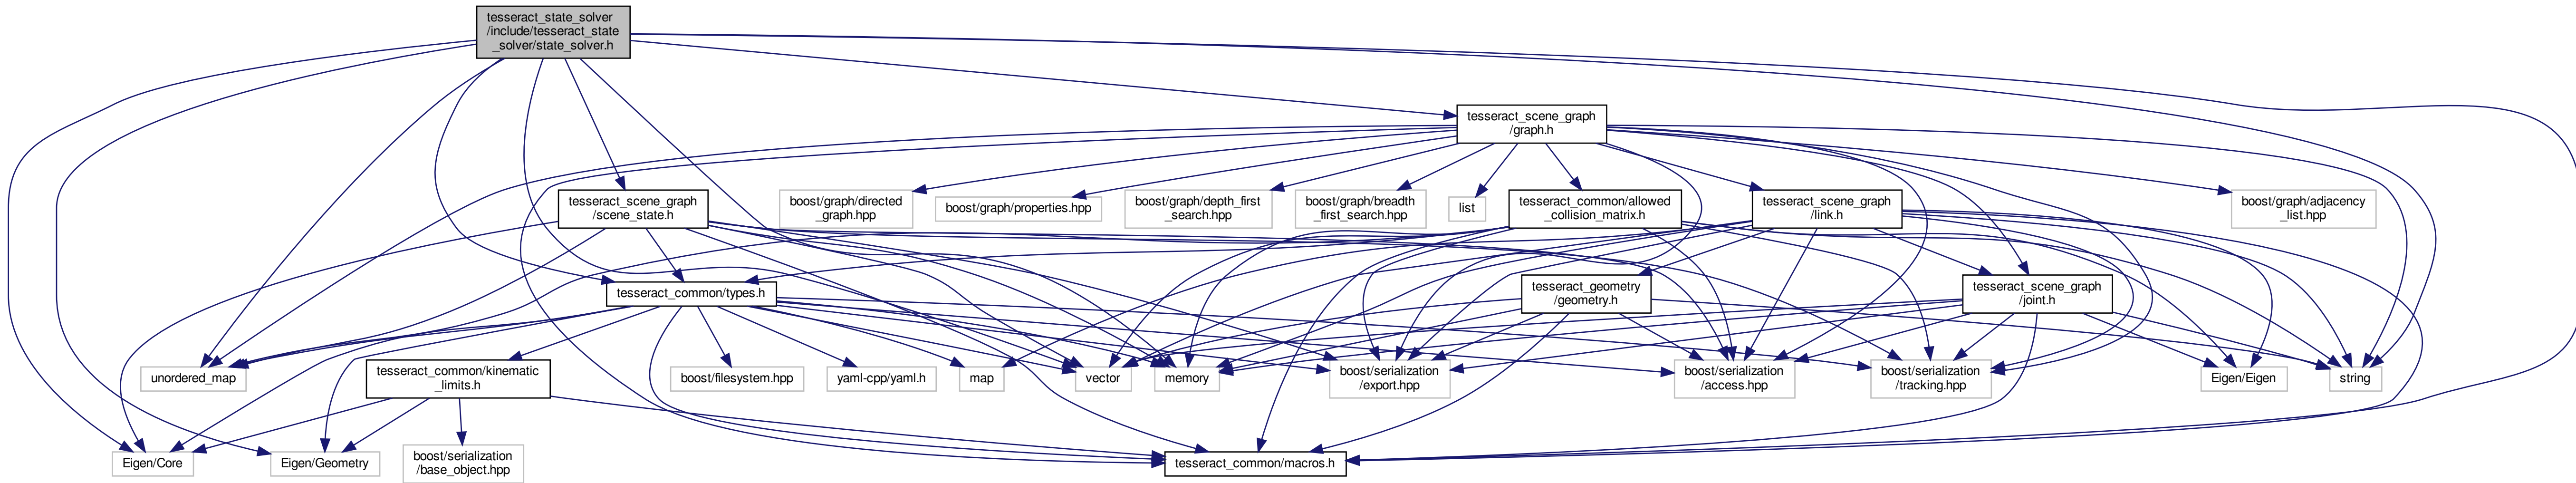 tesseract_state_solver
/include/tesseract_state
_solver/state_solver.h
tesseract_scene_graph
/graph.h
tesseract_scene_graph
/scene_state.h
boost/graph/directed
_graph.hpp
boost/graph/properties.hpp
boost/graph/depth_first
_search.hpp
boost/graph/breadth
_first_search.hpp
list
tesseract_common/allowed
_collision_matrix.h
tesseract_scene_graph
/link.h
boost/graph/adjacency
_list.hpp
tesseract_common/types.h
tesseract_geometry
/geometry.h
tesseract_scene_graph
/joint.h
unordered_map
tesseract_common/kinematic
_limits.h
boost/filesystem.hpp
yaml-cpp/yaml.h
map
vector
memory
boost/serialization
/export.hpp
boost/serialization
/access.hpp
boost/serialization
/tracking.hpp
Eigen/Eigen
string
Eigen/Core
Eigen/Geometry
boost/serialization
/base_object.hpp
tesseract_common/macros.h